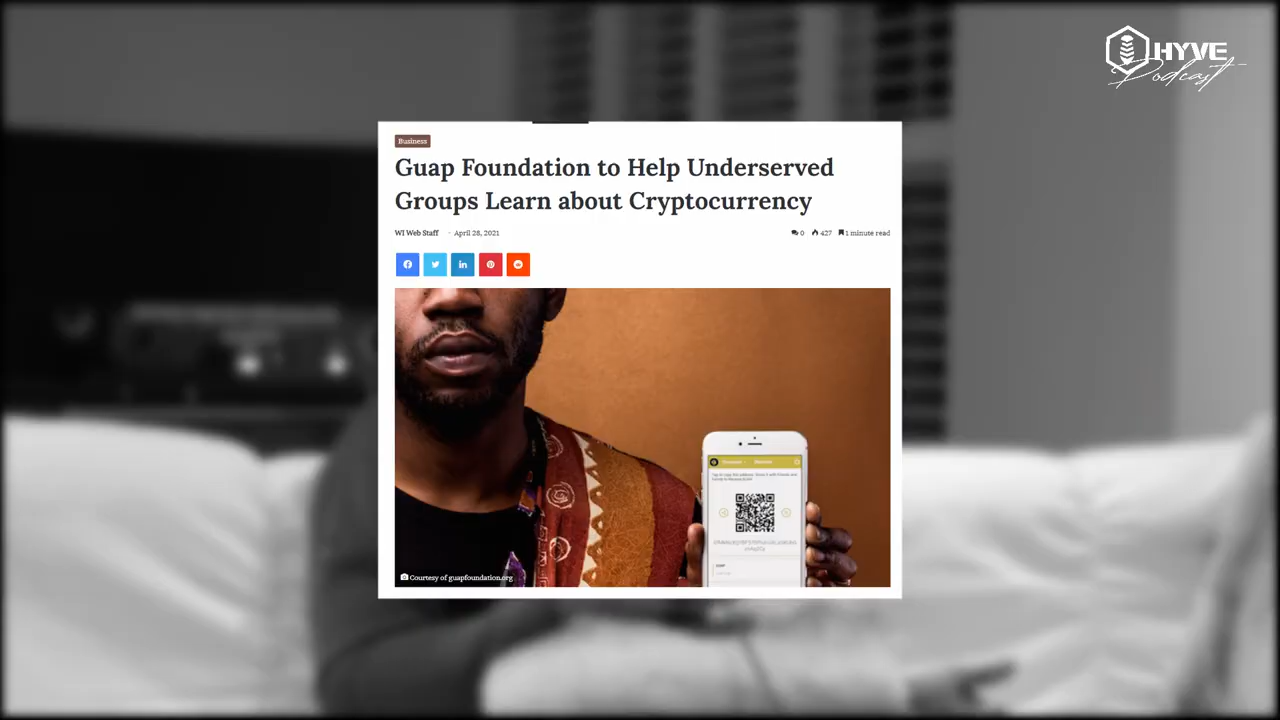 HYVE
Podcast
Business
Guap Foundation to Help Underserved
Groups Learn about Cryptocurrency
WI Web Staff - April 28, 2021 0 427 1 minute read
Courtesy of guapfoundation.org